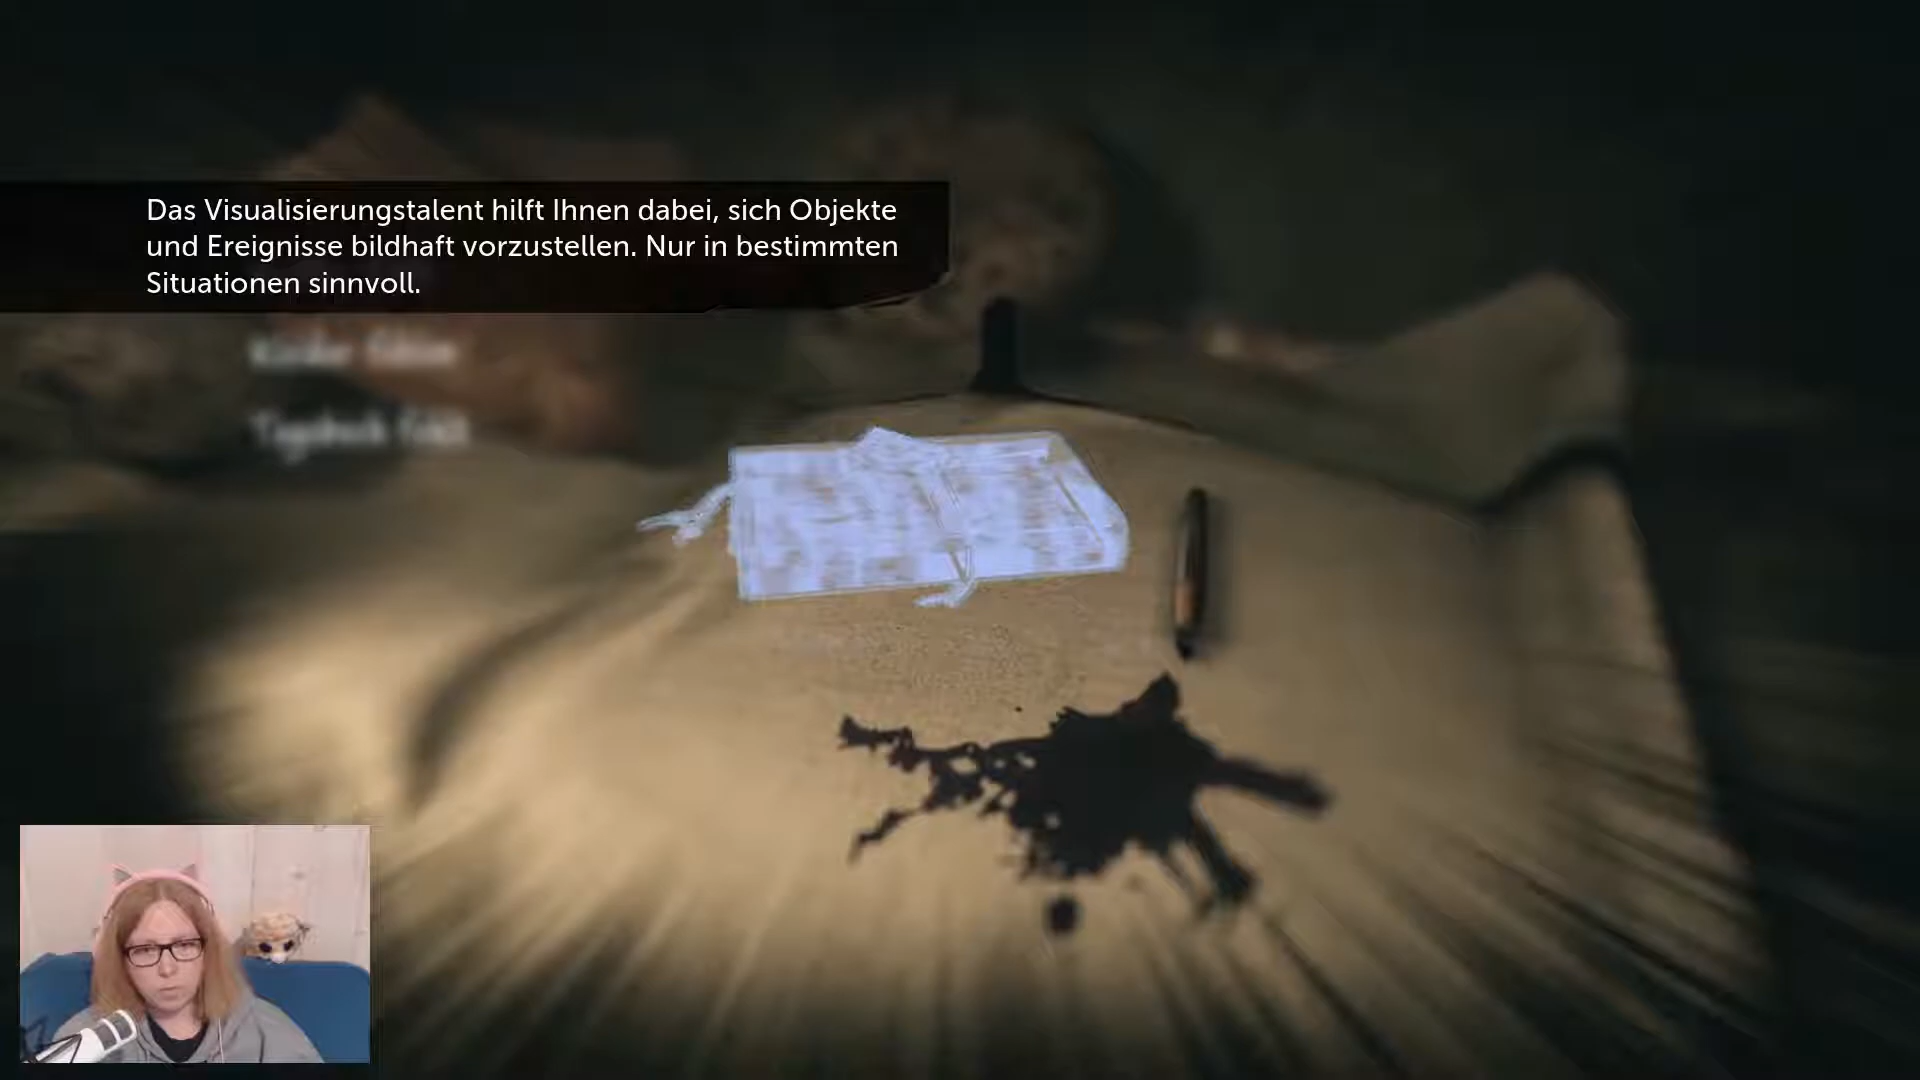 Das Visualisierungstalent hilft Ihnen dabei, sich Objekte
und Ereignisse bildhaft vorzustellen. Nur in bestimmten
Situationen sinnvoll.